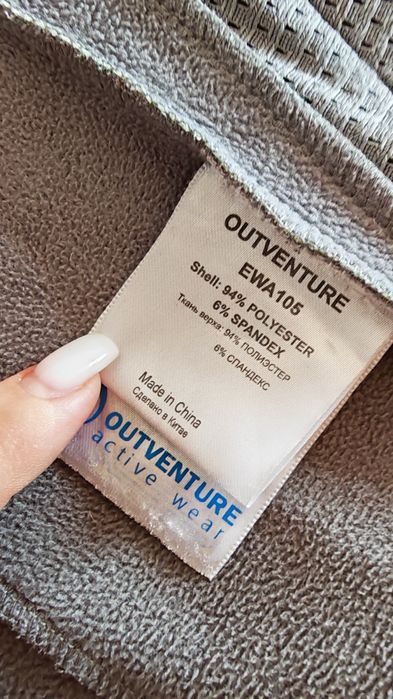 OUTVENTURE
EWA105
Shell: 94% POLYESTER
6% SPANDEX
Ткань верха: 94% ПОЛИЭСТЕР
6% СПАНДЕКС
Made in China
Сделано в Китае
OUTVENTURE
active wear